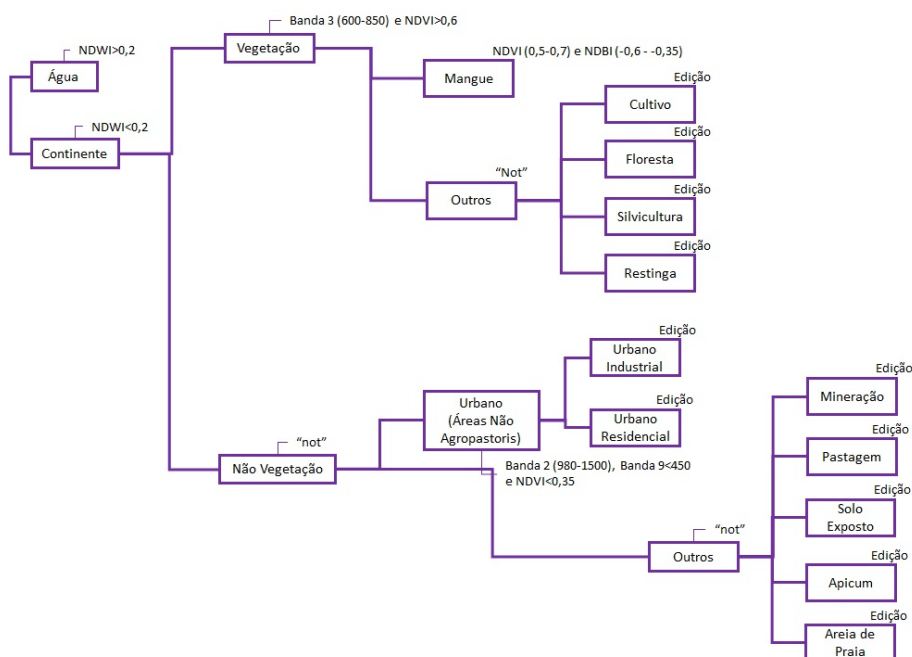 Banda 3 (600-850) e NDVI>0,6
Vegetação
NDWI>0,2
Água
NDVI (0,5-0,7) e NDBI (-0,6 - -0,35)
Mangue
Edição
Cultivo
NDWI<0,2
Continente
Edição
Floresta
"Not"
Outros
Edição
Silvicultura
Edição
Restinga
Edição
Urbano
Industrial
Edição
Urbano
Residencial
Urbano
(Áreas Não
Agropastoris)
Banda 2 (980-1500), Banda 9<450
e NDVI<0,35
"not"
Não Vegetação
"not"
Outros
Edição
Mineração
Edição
Pastagem
Edição
Solo
Exposto
Edição
Apicum
Edição
Areia de
Praia